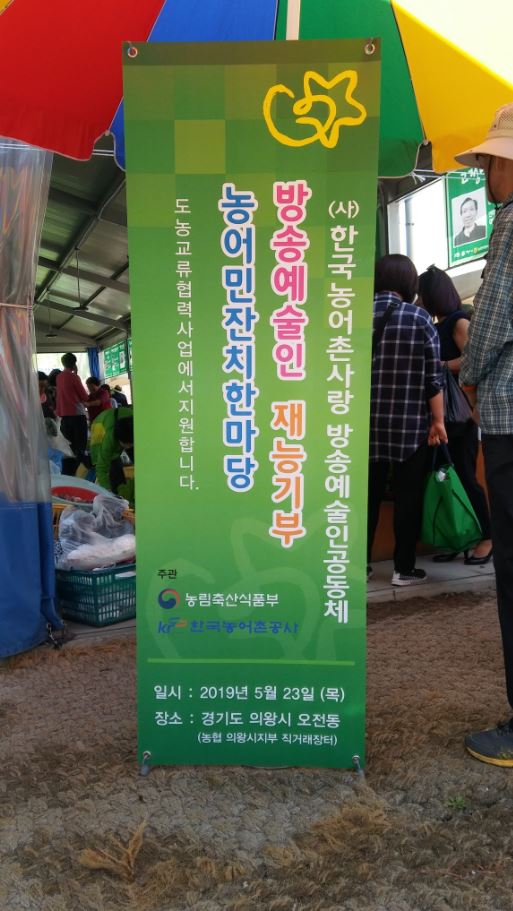 (사)한국농어촌사랑 방송예술인공동체
방송예술인 재능기부
농어민잔치한마당
도농교류협력사업에서지원합니다.
주관
농림축산식품부
한국농어촌공사
일시 : 2019년 5월 23일 (목)
장소 : 경기도 의왕시 오전동
(농협 의왕시지부 직거래장터)